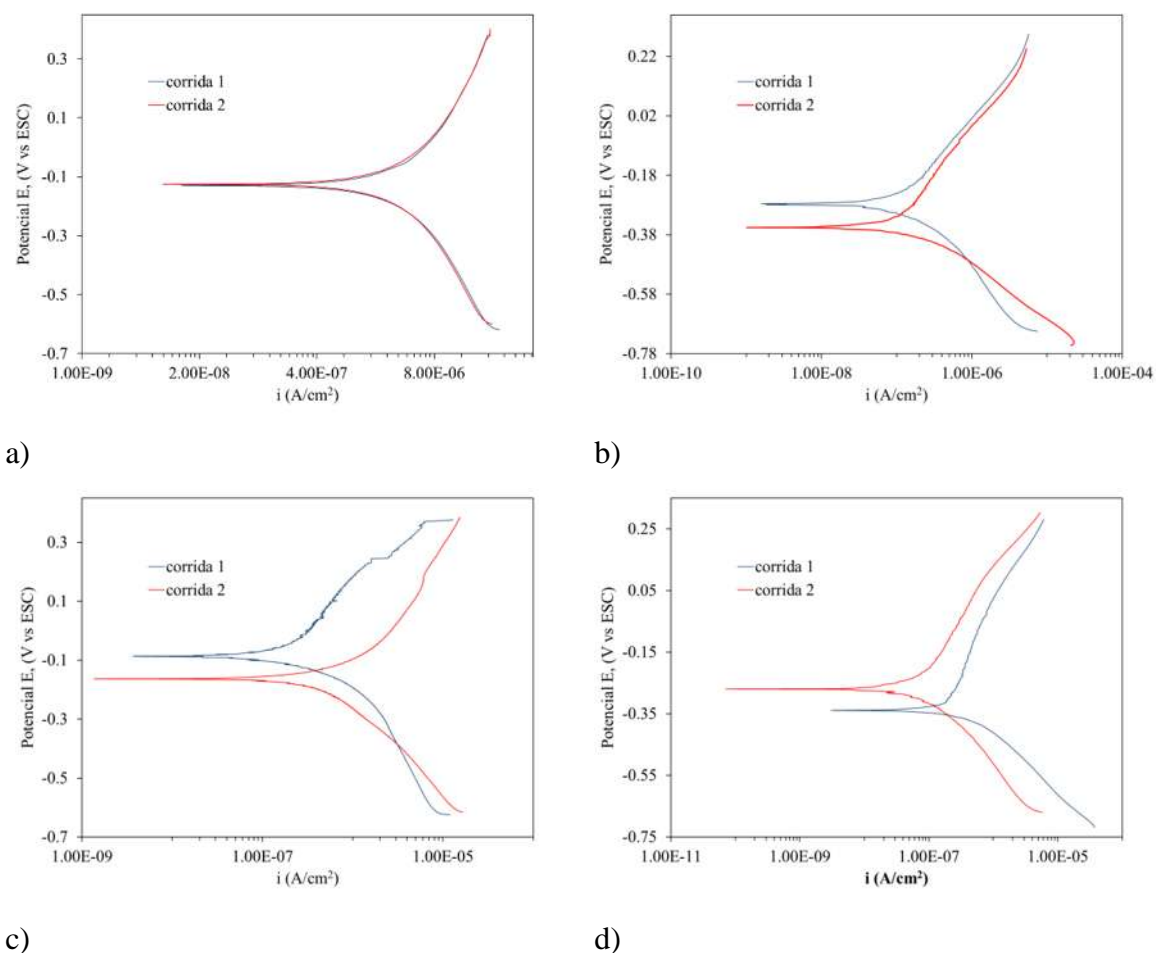 0.3
0.1
-0.1
-0.3
-0.5
-0.7
Potencial E, (V vs ESC)
corrida 1
corrida 2
1.00E-09
2.00E-08
4.00E-07
8.00E-06
i (A/cm²)
a)
0.22
0.02
-0.18
-0.38
-0.58
-0.78
Potencial E, (V vs ESC)
corrida 1
corrida 2
1.00E-10
1.00E-08
1.00E-06
1.00E-04
i (A/cm²)
b)
0.3
0.1
-0.1
-0.3
-0.5
-0.7
Potencial E, (V vs ESC)
corrida 1
corrida 2
1.00E-09
1.00E-07
1.00E-05
i (A/cm²)
c)
0.25
0.05
-0.15
-0.35
-0.55
-0.75
Potencial E, (V vs ESC)
corrida 1
corrida 2
1.00E-11
1.00E-09
1.00E-07
1.00E-05
i (A/cm²)
d)